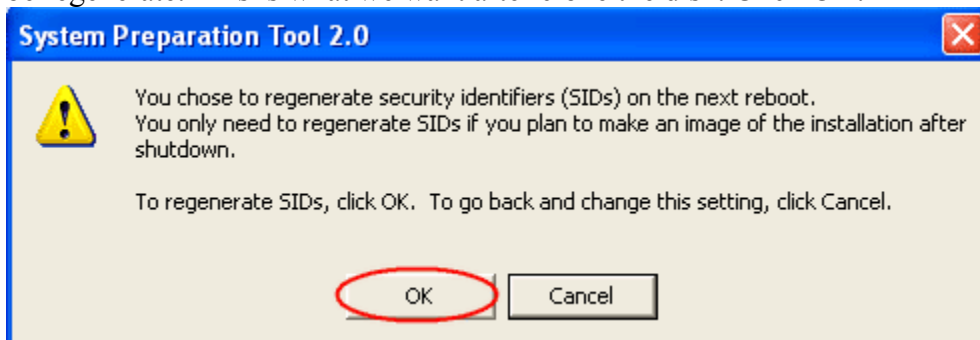 System Preparation Tool 2.0
You chose to regenerate security identifiers (SIDs) on the next reboot.
You only need to regenerate SIDs if you plan to make an image of the installation after
shutdown.
To regenerate SIDs, click OK. To go back and change this setting, click Cancel.
OK
Cancel